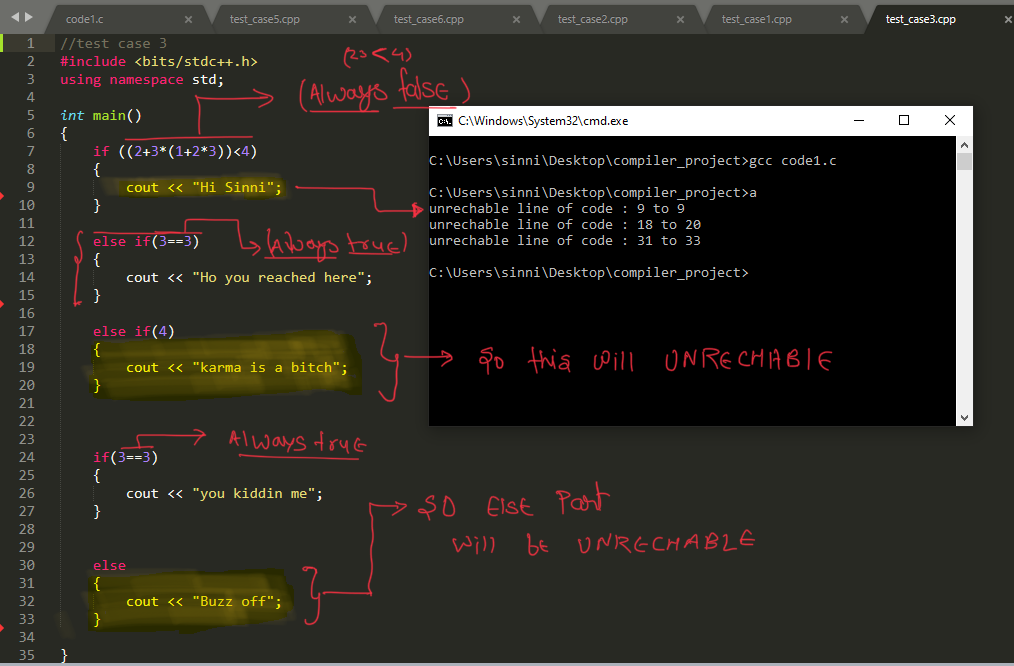 code1.c
test_case5.cpp
test_case6.cpp
test_case2.cpp
test_case1.cpp
test_case3.cpp
1 //test case 3
2 #include <bits/stdc++.h>
3 using namespace std;
4
5 int main()
6 {
7 if ((2+3*(1+2*3))<4)
8 {
9 cout << "Hi Sinni";
10 }
11
12 else if(3==3)
13 {
14 cout << "Ho you reached here";
15 }
16
17 else if(4)
18 {
19 cout << "karma is a bitch";
20 }
21
22
23
24 if(3==3)
25 {
26 cout << "you kiddin me";
27 }
28
29
30 else
31 {
32 cout << "Buzz off";
33 }
34
35 }
(23<4)
(Always false)
(Always true)
So this will UNRECHABLE
Always true
SO ElSE Part
will be UNRECHABLE
C:\Windows\System32\cmd.exe
C:\Users\sinni\Desktop\compiler_project>gcc code1.c
C:\Users\sinni\Desktop\compiler_project>a
unrechable line of code : 9 to 9
unrechable line of code : 18 to 20
unrechable line of code : 31 to 33
C:\Users\sinni\Desktop\compiler_project>